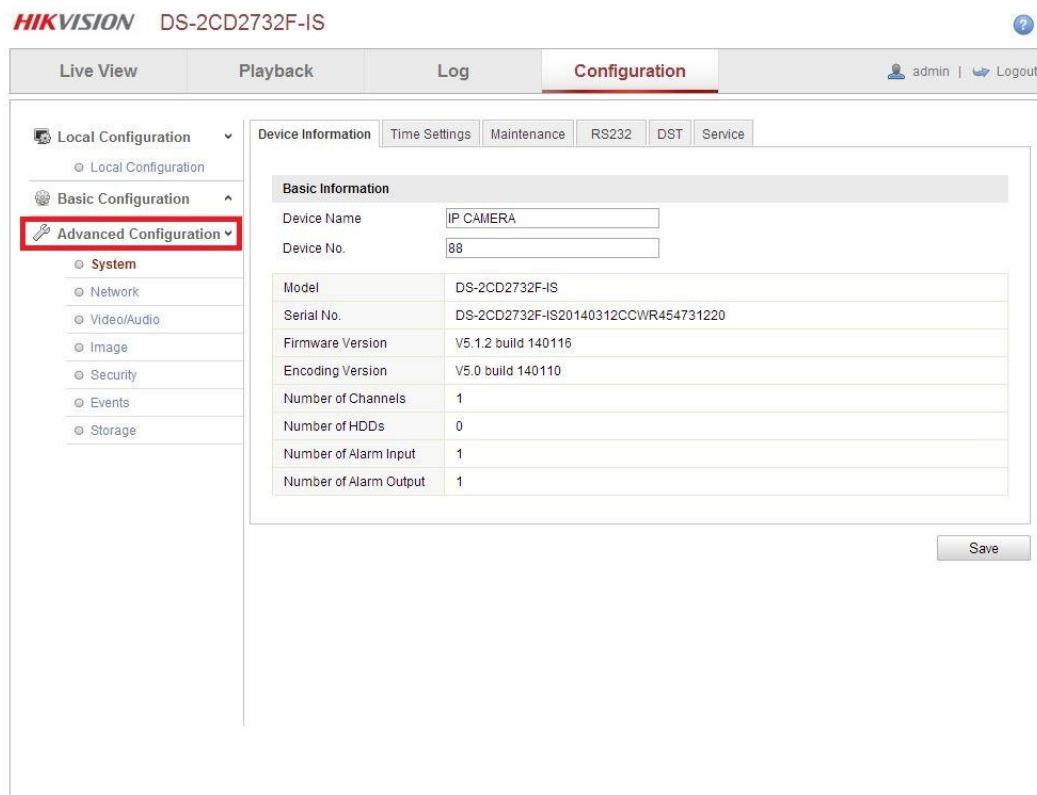 HIKVISION DS-2CD2732F-IS
Live View Playback Log Configuration admin | Logout
Local Configuration
Local Configuration
Basic Configuration
Advanced Configuration
System
Network
Video/Audio
Image
Security
Events
Storage
Device Information Time Settings Maintenance RS232 DST Service
Basic Information
Device Name IP CAMERA
Device No. 88
Model DS-2CD2732F-IS
Serial No. DS-2CD2732F-IS20140312CCWR454731220
Firmware Version V5.1.2 build 140116
Encoding Version V5.0 build 140110
Number of Channels 1
Number of HDDs 0
Number of Alarm Input 1
Number of Alarm Output 1
Save